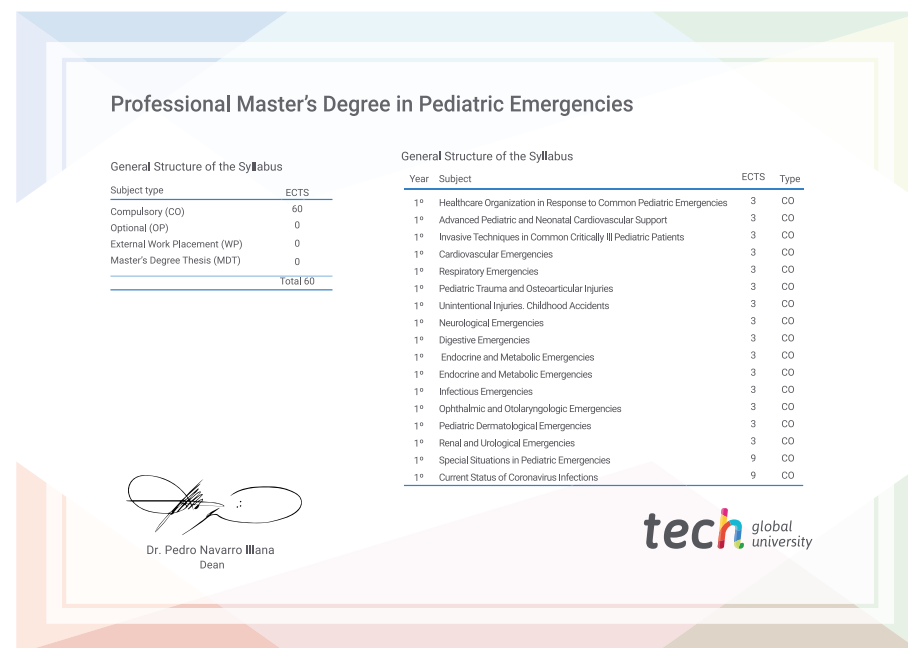 Professional Master's Degree in Pediatric Emergencies
General Structure of the Syllabus
Subject type ECTS
Compulsory (CO) 60
Optional (OP) 0
External Work Placement (WP) 0
Master's Degree Thesis (MDT) 0
Total 60
General Structure of the Syllabus
Year Subject ECTS Type
1º Healthcare Organization in Response to Common Pediatric Emergencies 3 CO
1º Advanced Pediatric and Neonatal Cardiovascular Support 3 CO
1º Invasive Techniques in Common Critically Ill Pediatric Patients 3 CO
1º Cardiovascular Emergencies 3 CO
1º Respiratory Emergencies 3 CO
1º Pediatric Trauma and Osteoarticular Injuries 3 CO
1º Unintentional Injuries. Childhood Accidents 3 CO
1º Neurological Emergencies 3 CO
1º Digestive Emergencies 3 CO
1º Endocrine and Metabolic Emergencies 3 CO
1º Endocrine and Metabolic Emergencies 3 CO
1º Infectious Emergencies 3 CO
1º Ophthalmic and Otolaryngologic Emergencies 3 CO
1º Pediatric Dermatological Emergencies 3 CO
1º Renal and Urological Emergencies 3 CO
1º Special Situations in Pediatric Emergencies 9 CO
1º Current Status of Coronavirus Infections 9 CO
Dr. Pedro Navarro Illana
Dean
tech global
university